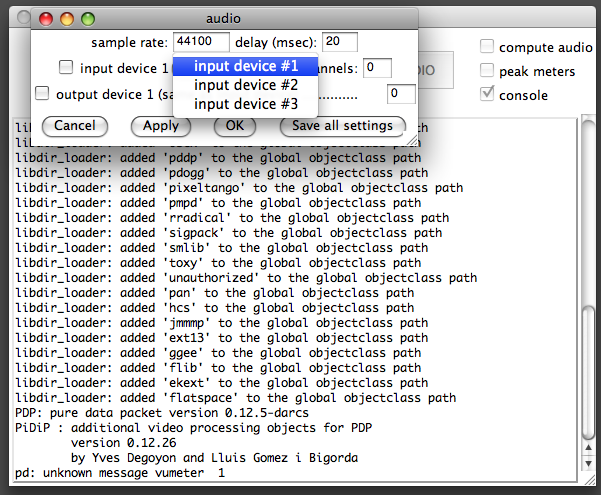 audio
sample rate: 44100 delay (msec): 20
compute audio
input device 1 nnels: 0 DIO
peak meters
input device #1
input device #2
input device #3
output device 1 (sa ........... 0
console
Cancel Apply OK Save all settings
libdir_loader: added 'pddp' to the global objectclass path
libdir_loader: added 'pdogg' to the global objectclass path
libdir_loader: added 'pixeltango' to the global objectclass path
libdir_loader: added 'pmpd' to the global objectclass path
libdir_loader: added 'rradical' to the global objectclass path
libdir_loader: added 'sigpack' to the global objectclass path
libdir_loader: added 'smlib' to the global objectclass path
libdir_loader: added 'toxy' to the global objectclass path
libdir_loader: added 'unauthorized' to the global objectclass path
libdir_loader: added 'pan' to the global objectclass path
libdir_loader: added 'hcs' to the global objectclass path
libdir_loader: added 'jmmmp' to the global objectclass path
libdir_loader: added 'ext13' to the global objectclass path
libdir_loader: added 'ggee' to the global objectclass path
libdir_loader: added 'flib' to the global objectclass path
libdir_loader: added 'ekext' to the global objectclass path
libdir_loader: added 'flatspace' to the global objectclass path
PDP: pure data packet version 0.12.5-darcs
PiDiP : additional video processing objects for PDP
version 0.12.26
by Yves Degoyon and Lluis Gomez i Bigorda
pd: unknown message vumeter 1